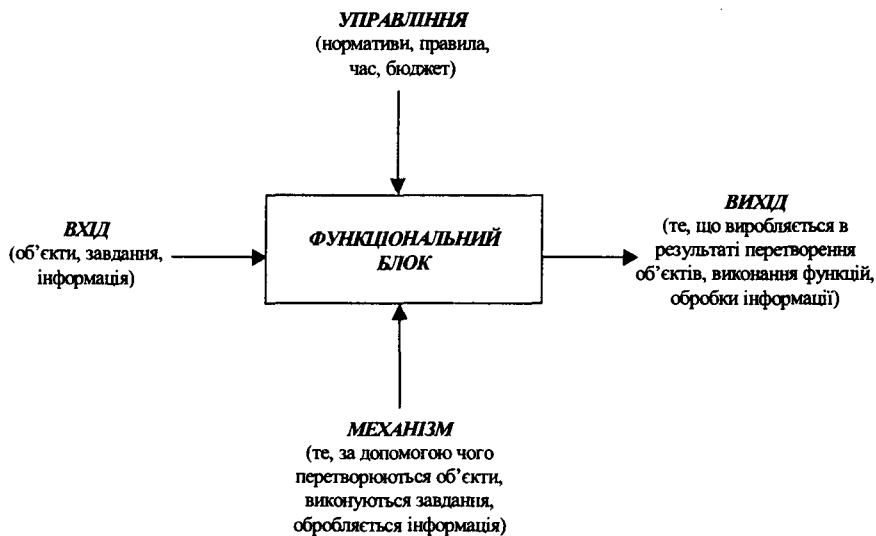 УПРАВЛІННЯ
(нормативи, правила,
час, бюджет)
ВХІД
(об’єкти, завдання,
інформація)
ФУНКЦІОНАЛЬНИЙ
БЛОК
ВИХІД
(те, що виробляється в
результаті перетворення
об’єктів, виконання функцій,
обробки інформації)
МЕХАНІЗМ
(те, за допомогою чого
перетворюються об’єкти,
виконуються завдання,
обробляється інформація)